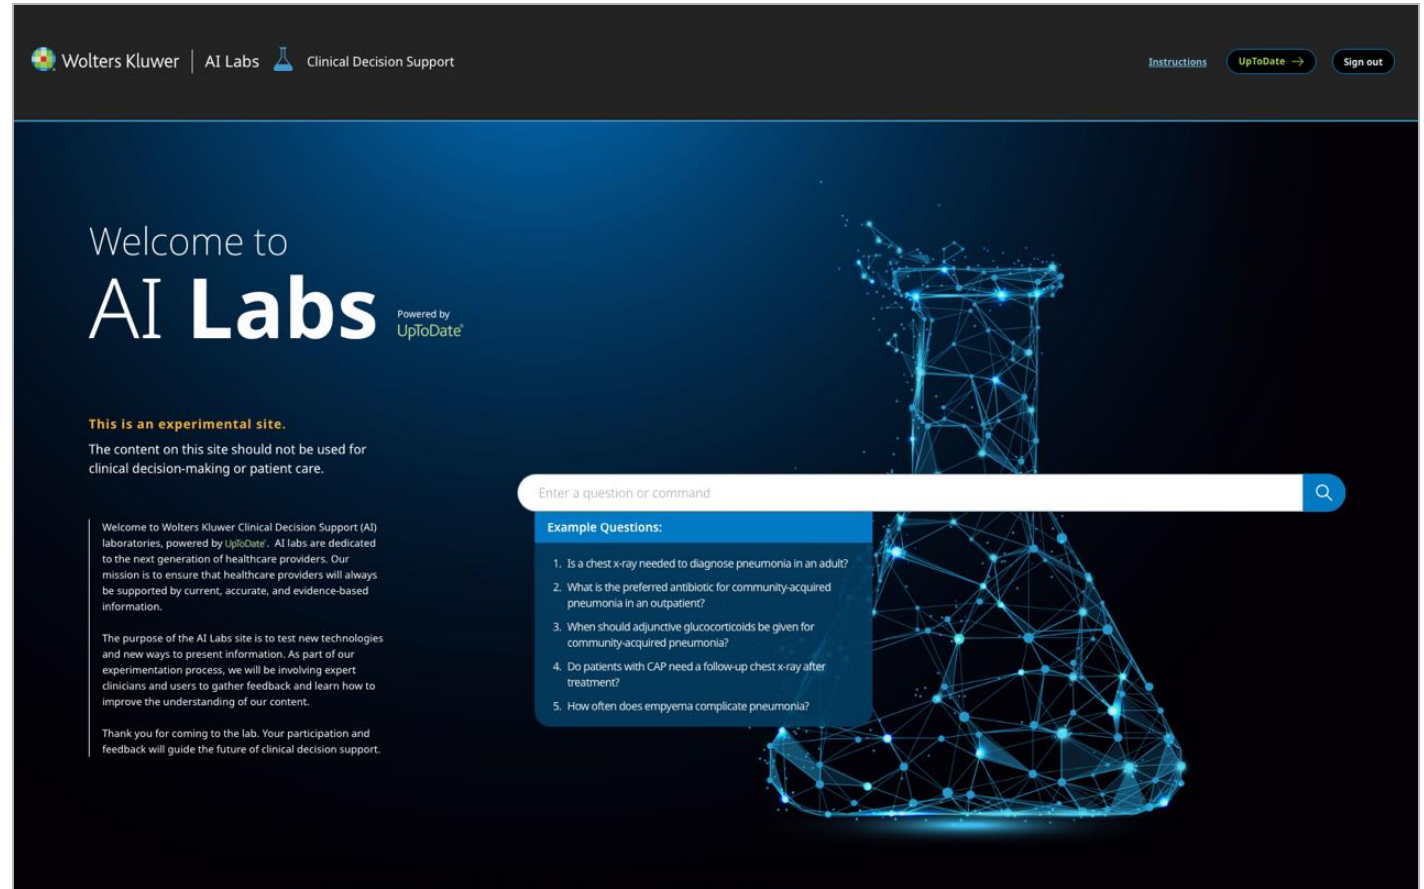 Wolters Kluwer | AI Labs Clinical Decision Support
Instructions
UpToDate →
Sign out
Welcome to
AI Labs
Powered by
UpToDate®
This is an experimental site.
The content on this site should not be used for
clinical decision-making or patient care.
Welcome to Wolters Kluwer Clinical Decision Support (AI)
laboratories, powered by UpToDate®. AI labs are dedicated
to the next generation of healthcare providers. Our
mission is to ensure that healthcare providers will always
be supported by current, accurate, and evidence-based
information.
The purpose of the AI Labs site is to test new technologies
and new ways to present information. As part of our
experimentation process, we will be involving expert
clinicians and users to gather feedback and learn how to
improve the understanding of our content.
Thank you for coming to the lab. Your participation and
feedback will guide the future of clinical decision support.
Enter a question or command
Example Questions:
1. Is a chest x-ray needed to diagnose pneumonia in an adult?
2. What is the preferred antibiotic for community-acquired
pneumonia in an outpatient?
3. When should adjunctive glucocorticoids be given for
community-acquired pneumonia?
4. Do patients with CAP need a follow-up chest x-ray after
treatment?
5. How often does empyema complicate pneumonia?